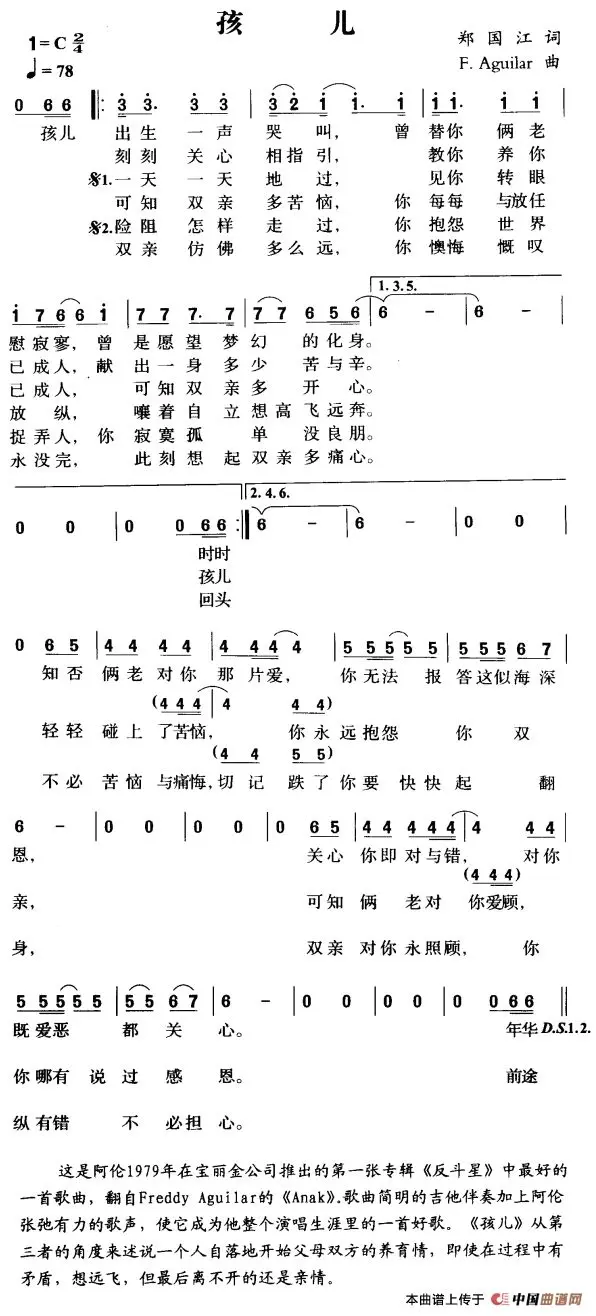 孩 儿
1=C 2/4
♩=78
郑 国 江 词
F. Aguilar 曲
0 6 6 3 3. 3 3 3 2 1 1. 1 1 1. 1 1
孩儿 出生 一声 哭叫, 曾 替你 俩老
刻刻 关心 相指引, 教你 养你
𝄋1.一天 一天 地过, 见你 转眼
可知 双亲 多苦恼, 你 每每 与放任
𝄋2.险阻 怎样 走过, 你 抱怨 世界
双亲 仿佛 多么远, 你 懊悔 慨叹
1.3.5.
1 7 6 6 1 7 7 7. 7 7 7 6 5 6 6 - 6 -
慰寂寥, 曾 是愿望梦幻 的化身。
已成人, 献 出一身多少 苦与辛。
已成人, 可知双亲多 开心。
放 纵, 嚷着自立想高飞远奔。
捉弄人, 你 寂寞孤 单 没良朋。
永没完, 此刻想 起 双亲多痛心。
2.4.6.
0 0 0 0 6 6 6 - 6 - 0 0
时时
孩儿
回头
0 6 5 4 4 4 4 4 4 4 4 4 5 5 5 5 5 5 5 5 5 6 7
知否 俩老对你 那 片爱, 你无法 报 答这似海深
(4 4 4 4 4 4)
轻轻 碰上 了苦恼, 你永远抱怨 你 双
(4 4 5 5)
不必 苦恼 与痛悔,切记 跌了你要 快快起 翻
6 - 0 0 0 0 0 0 0 6 5 4 4 4 4 4 4 4 4
恩, 关心 你即对与错, 对你
(4 4 4)
亲, 可知 俩 老对 你爱顾,
身, 双亲 对你永照顾, 你
5 5 5 5 5 5 5 5 6 7 6 - 0 0 0 0 0 0 0 6 6
既爱恶 都 关 心。 年华D.S.1.2.
你哪有 说 过 感 恩。 前途
纵有错 不 必担 心。
这是阿伦1979年在宝丽金公司推出的第一张专辑《反斗星》中最好的
一首歌曲，翻自Freddy Aguilar的《Anak》。歌曲简明的吉他伴奏加上阿伦
张弛有力的歌声，使它成为他整个演唱生涯里的一首好歌。《孩儿》从第
三者的角度来述说一个人自落地开始父母双方的养育情，即使在过程中有
矛盾，想远飞，但最后离不开的还是亲情。
本曲谱上传于 中国曲谱网